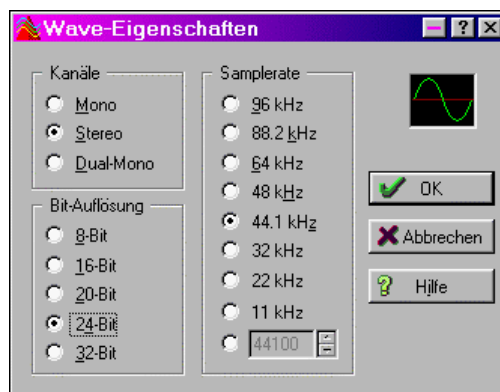 Wave-Eigenschaften
Kanäle
Mono
Stereo
Dual-Mono
Bit-Auflösung
8-Bit
16-Bit
20-Bit
24-Bit
32-Bit
Samplerate
96 kHz
88.2 kHz
64 kHz
48 kHz
44.1 kHz
32 kHz
22 kHz
11 kHz
44100
OK
Abbrechen
Hilfe